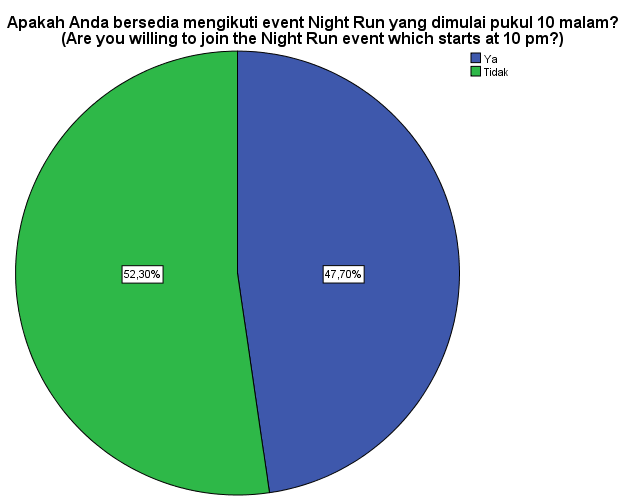 Apakah Anda bersedia mengikuti event Night Run yang dimulai pukul 10 malam?
(Are you willing to join the Night Run event which starts at 10 pm?)
Ya
Tidak
52,30%
47,70%